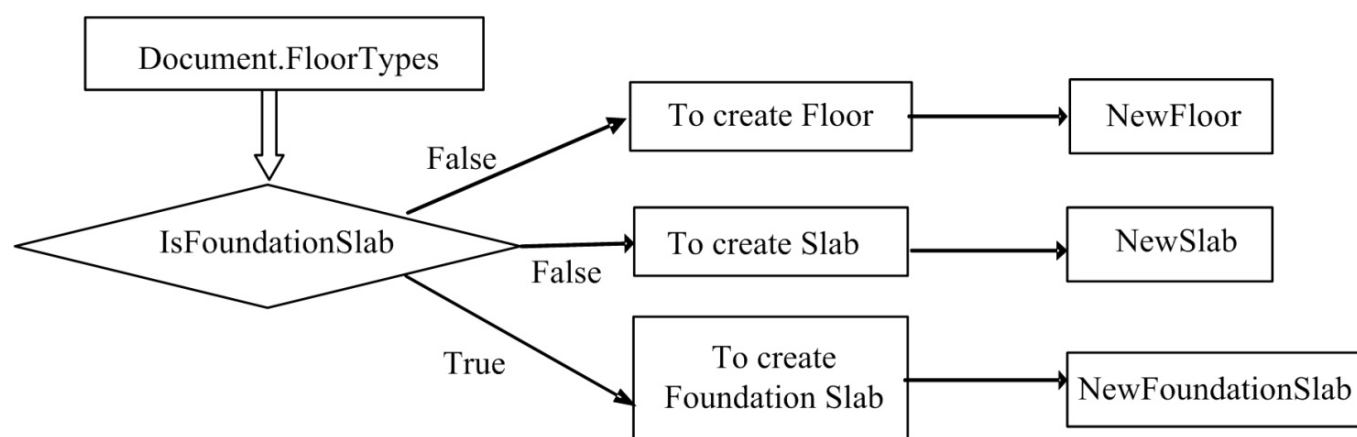 Document.FloorTypes
To create Floor
NewFloor
False
IsFoundationSlab
To create Slab
NewSlab
False
True
To create
Foundation Slab
NewFoundationSlab